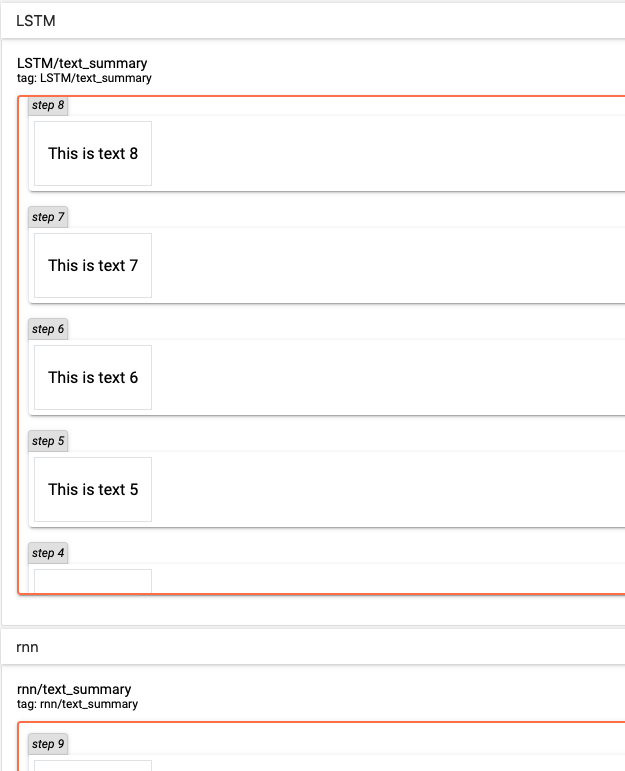 LSTM
LSTM/text_summary
tag: LSTM/text_summary
step 8
This is text 8
step 7
This is text 7
step 6
This is text 6
step 5
This is text 5
step 4
rnn
rnn/text_summary
tag: rnn/text_summary
step 9